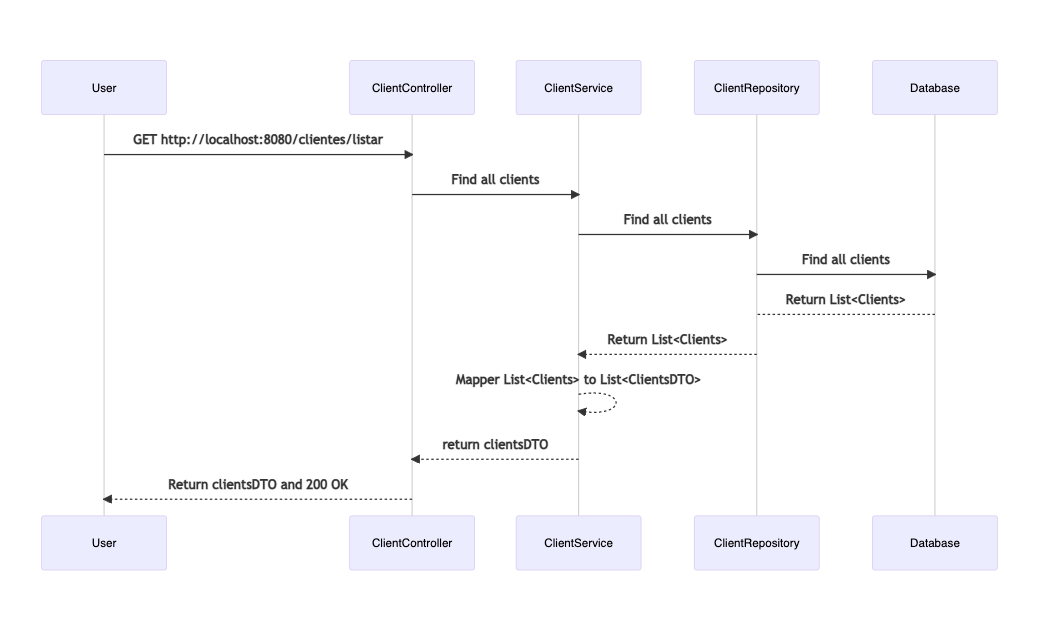 User
ClientController
ClientService
ClientRepository
Database
GET http://localhost:8080/clientes/listar
Find all clients
Find all clients
Find all clients
Return List<Clients>
Return List<Clients>
Mapper List<Clients> to List<ClientsDTO>
return clientsDTO
Return clientsDTO and 200 OK
User
ClientController
ClientService
ClientRepository
Database